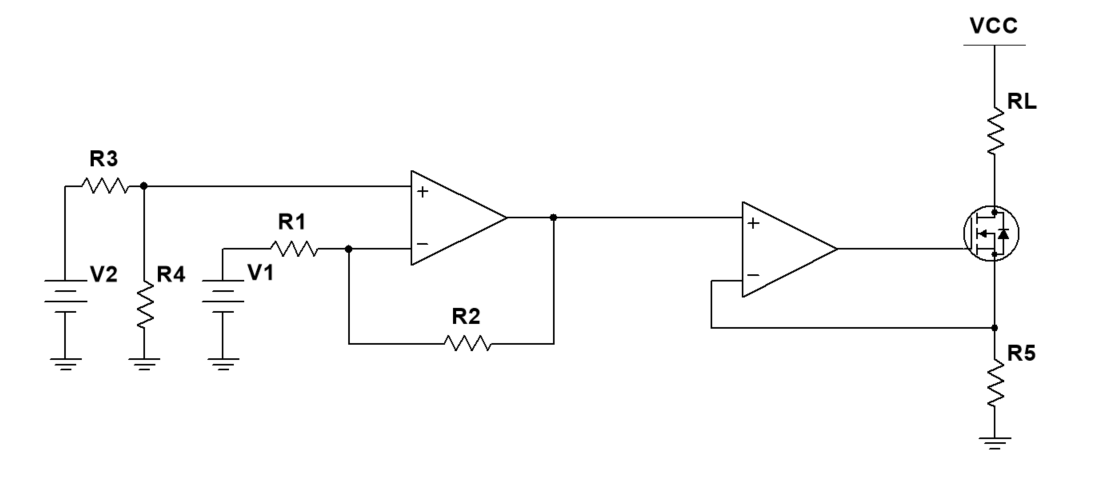 VCC
RL
R3
R1
+
−
+
−
V2
R4
V1
R2
R5